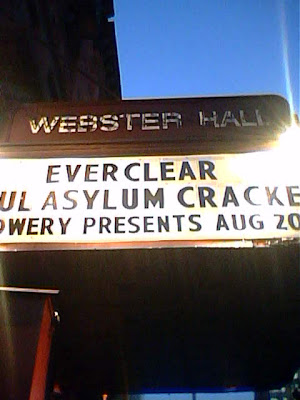 WEBSTER HALL
EVERCLEAR
UL ASYLUM CRACKE
OWERY PRESENTS AUG 20